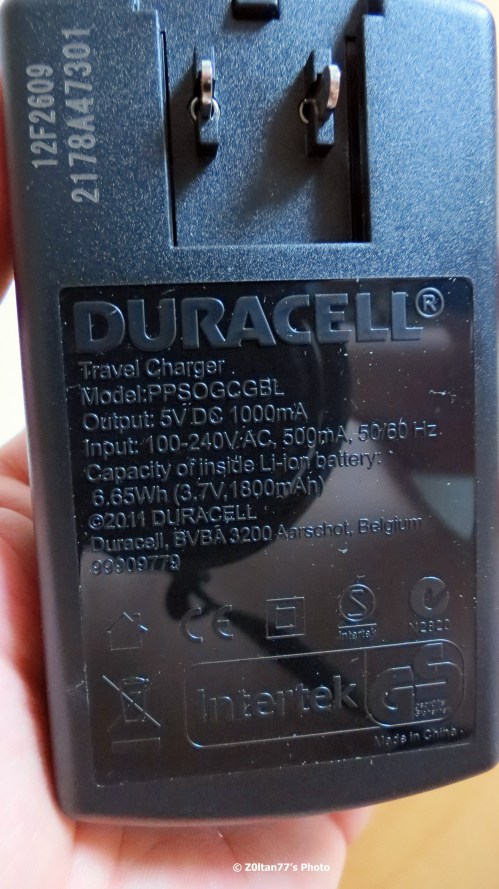 12F2609
2178A47301
DURACELL®
Travel Charger
Model:PPSOGCGBL
Output: 5V DC 1000mA
Input: 100-240V AC, 500mA, 50/60 Hz
Capacity of inside Li-ion battery:
6.65Wh (3.7V,1800mAh)
©2011 DURACELL
Duracell, BVBA 3200 Aarschot, Belgium
99909779
CE
S
Intertek
N2820
Intertek
GS
Made in China
© Z0ltan77's Photo